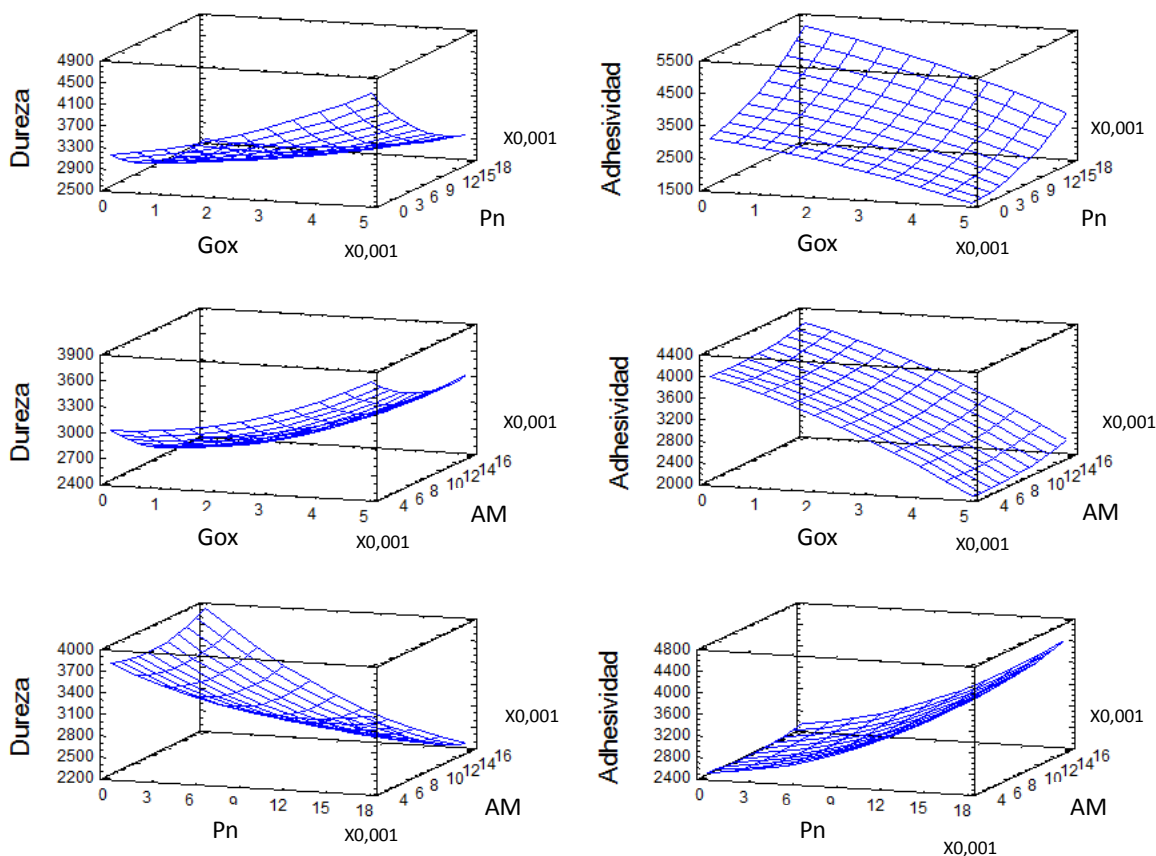 Dureza
4900
4500
4100
3700
3300
2900
2500
0 1 2 3 4 5
Gox
X0,001
0 3 6 9 12 15 18
Pn
X0,001
Adhesividad
5500
4500
3500
2500
1500
0 1 2 3 4 5
Gox
X0,001
0 3 6 9 12 15 18
Pn
X0,001
Dureza
3900
3600
3300
3000
2700
2400
0 1 2 3 4 5
Gox
X0,001
4 6 8 10 12 14 16
AM
X0,001
Adhesividad
4400
4000
3600
3200
2800
2400
2000
0 1 2 3 4 5
Gox
X0,001
4 6 8 10 12 14 16
AM
X0,001
Dureza
4000
3700
3400
3100
2800
2500
2200
0 3 6 9 12 15 18
Pn
X0,001
4 6 8 10 12 14 16
AM
X0,001
Adhesividad
4800
4400
4000
3600
3200
2800
2400
0 3 6 9 12 15 18
Pn
X0,001
4 6 8 10 12 14 16
AM
X0,001